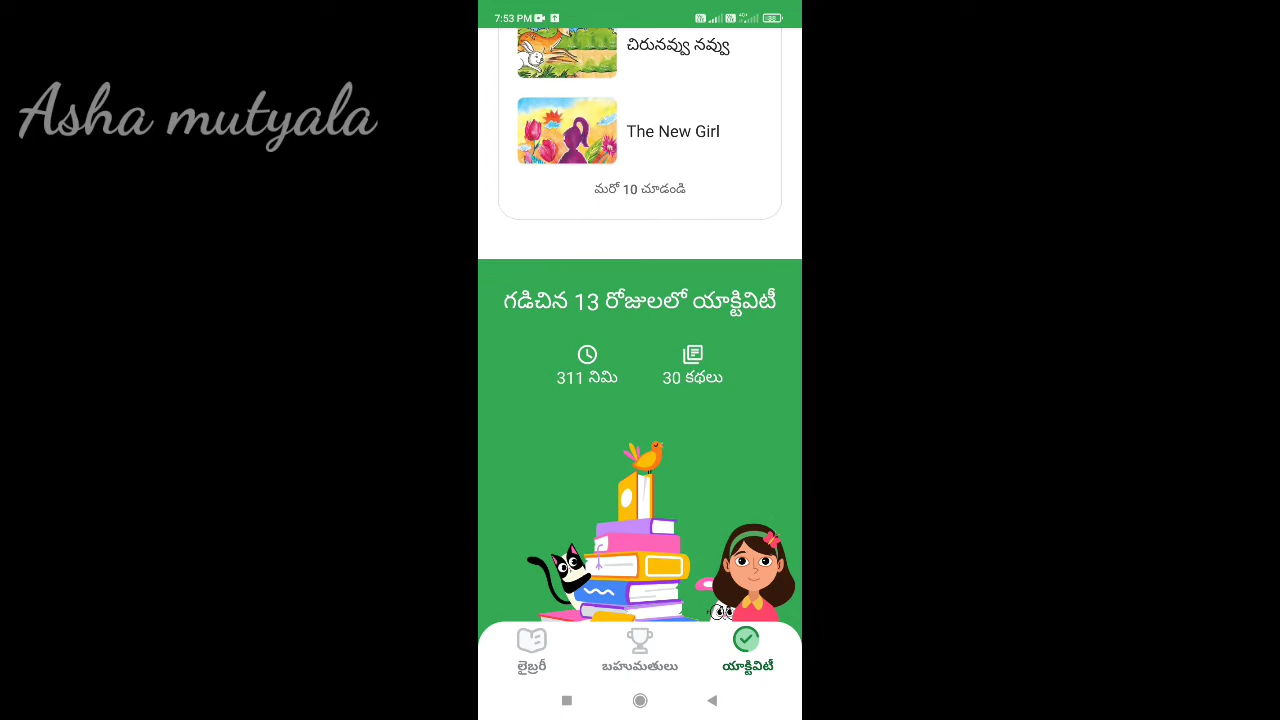 7:53 PM
Asha mutyala
చిరునవ్వు నవ్వు
The New Girl
మరో 10 చూడండి
గడిచిన 13 రోజులలో యాక్టివిటీ
311 నిమి
30 కథలు
లైబ్రరీ
బహుమతులు
యాక్టివిటీ